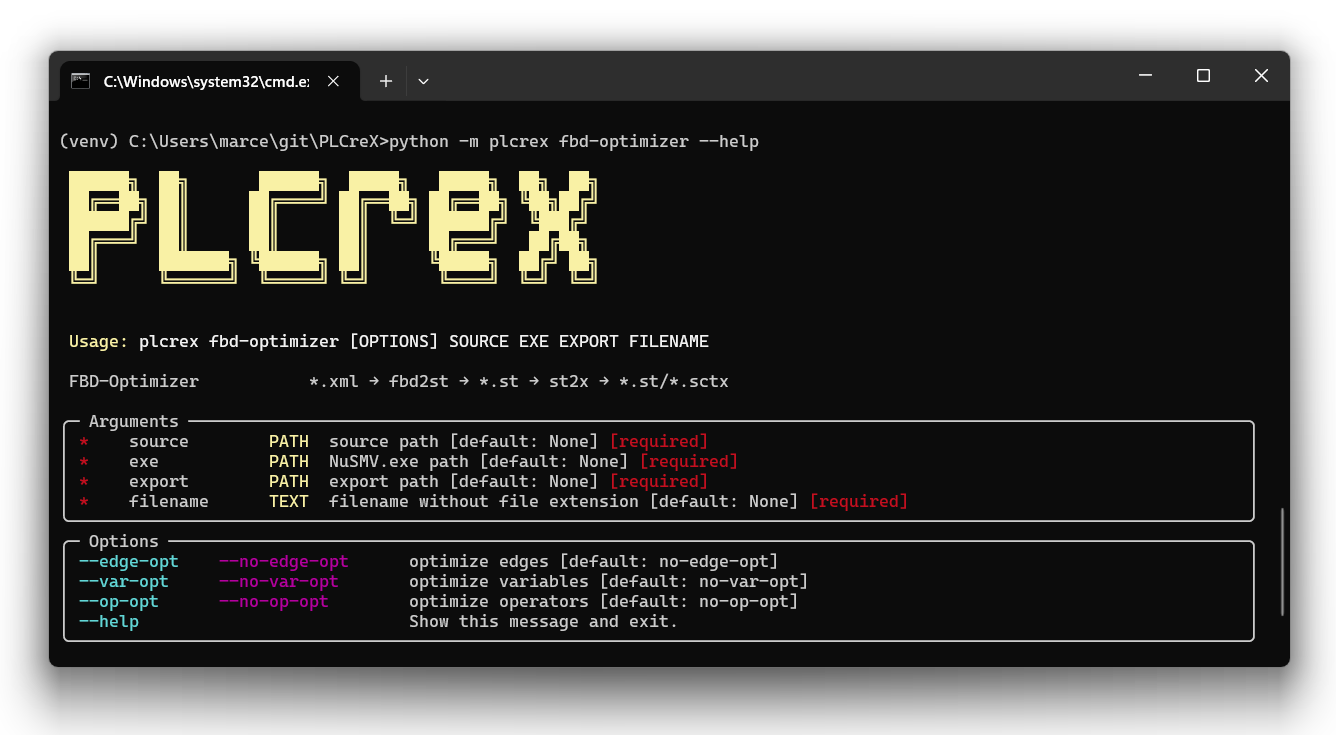 C:\Windows\system32\cmd.e
(venv) C:\Users\marce\git\PLCreX>python -m plcrex fbd-optimizer --help
PLCreX
Usage: plcrex fbd-optimizer [OPTIONS] SOURCE EXE EXPORT FILENAME
FBD-Optimizer *.xml → fbd2st → *.st → st2x → *.st/*.sctx
Arguments
* source PATH source path [default: None] [required]
* exe PATH NuSMV.exe path [default: None] [required]
* export PATH export path [default: None] [required]
* filename TEXT filename without file extension [default: None] [required]
Options
--edge-opt --no-edge-opt optimize edges [default: no-edge-opt]
--var-opt --no-var-opt optimize variables [default: no-var-opt]
--op-opt --no-op-opt optimize operators [default: no-op-opt]
--help Show this message and exit.